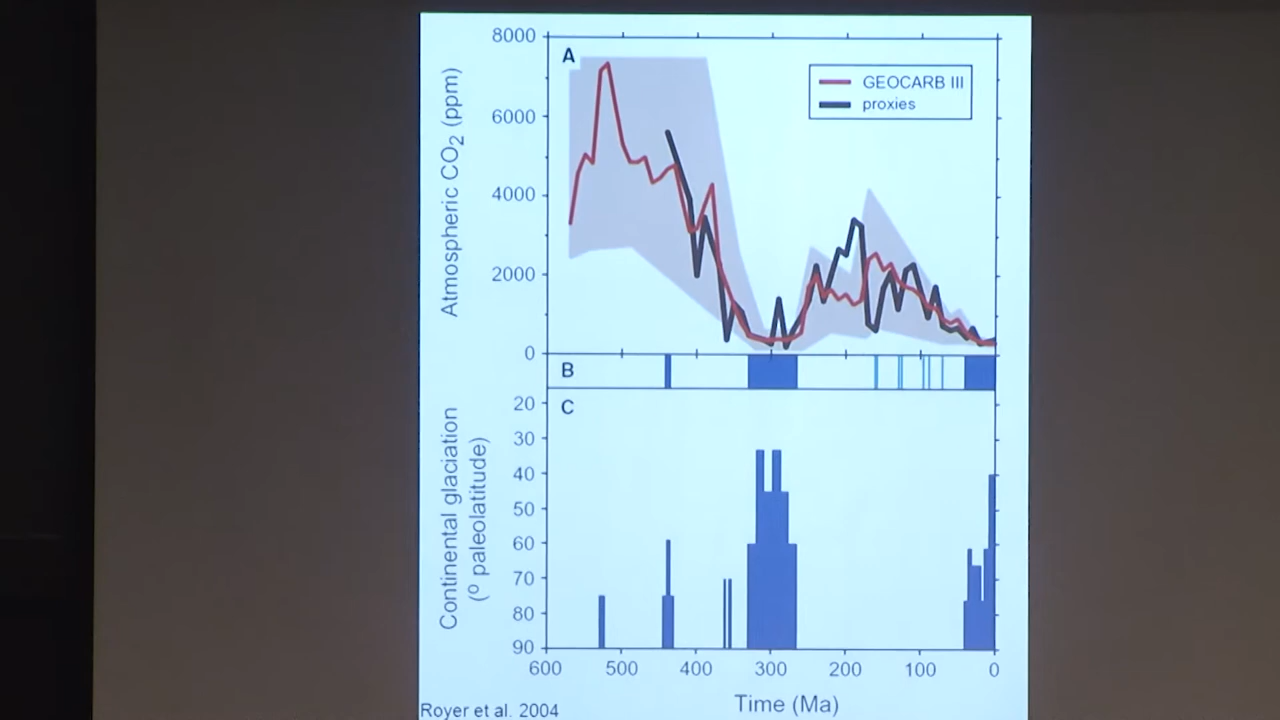 8000
A
GEOCARB III
proxies
6000
4000
2000
0
Atmospheric CO2 (ppm)
B
C
20
30
40
50
60
70
80
90
Continental glaciation
(º paleolatitude)
600 500 400 300 200 100 0
Time (Ma)
Royer et al. 2004